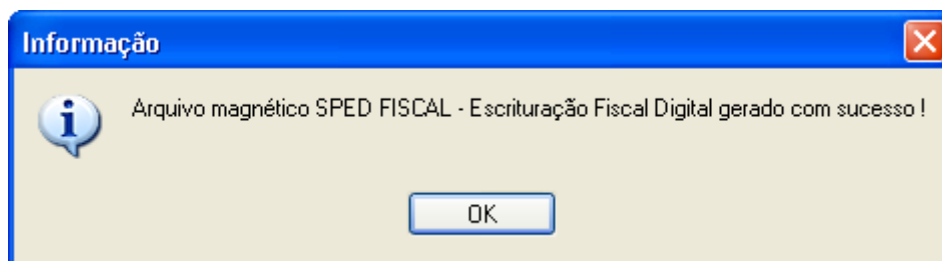 Informação
Arquivo magnético SPED FISCAL - Escrituração Fiscal Digital gerado com sucesso !
OK